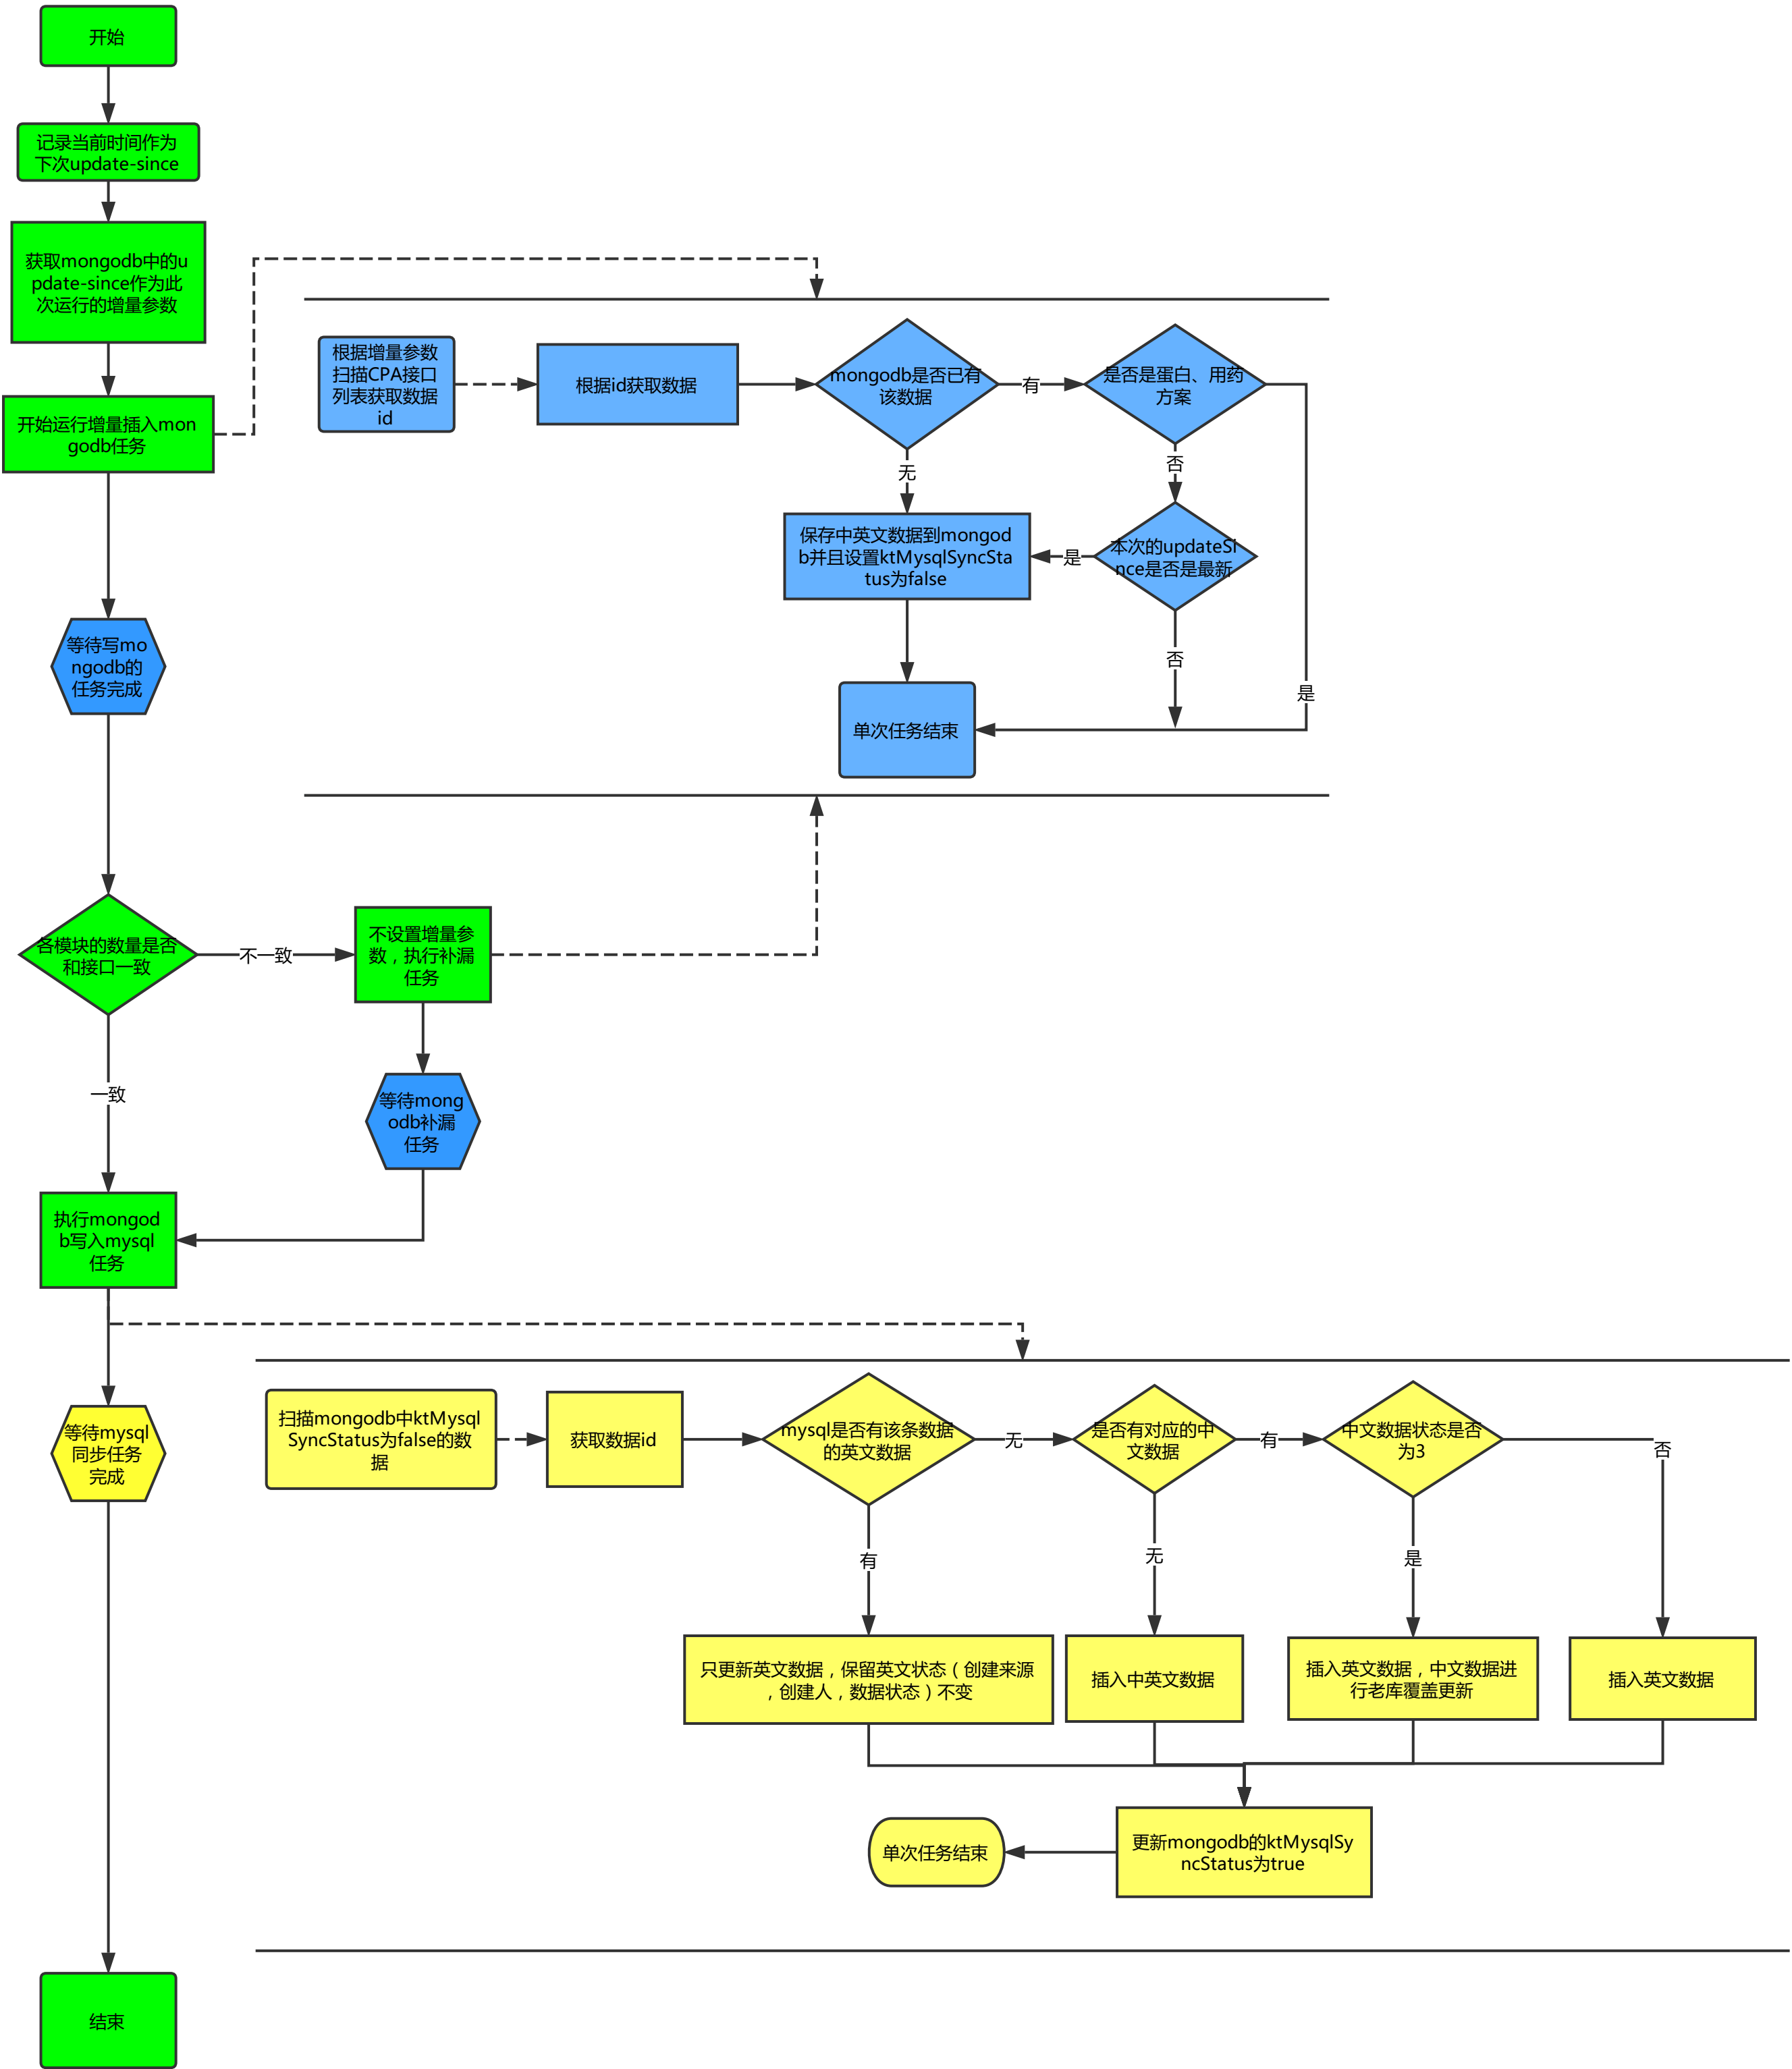 开始
记录当前时间作为
下次update-since
获取mongodb中的u
pdate-since作为此
次运行的增量参数
开始运行增量插入mon
godb任务
根据增量参数
扫描CPA接口
列表获取数据
id
根据id获取数据
mongodb是否已有
该数据
有
是否是蛋白、用药
方案
无
否
保存中英文数据到mongod
b并且设置ktMysqlSyncSta
tus为false
是
本次的updateSi
nce是否是最新
否
是
单次任务结束
等待写mo
ngodb的
任务完成
各模块的数量是否
和接口一致
不一致
不设置增量参
数，执行补漏
任务
一致
等待mong
odb补漏
任务
执行mongod
b写入mysql
任务
等待mysql
同步任务
完成
扫描mongodb中ktMysql
SyncStatus为false的数
据
获取数据id
mysql是否有该条数据
的英文数据
无
是否有对应的中
文数据
有
中文数据状态是否
为3
否
有
无
是
只更新英文数据，保留英文状态（创建来源
，创建人，数据状态）不变
插入中英文数据
插入英文数据，中文数据进
行老库覆盖更新
插入英文数据
单次任务结束
更新mongodb的ktMysqlSy
ncStatus为true
结束